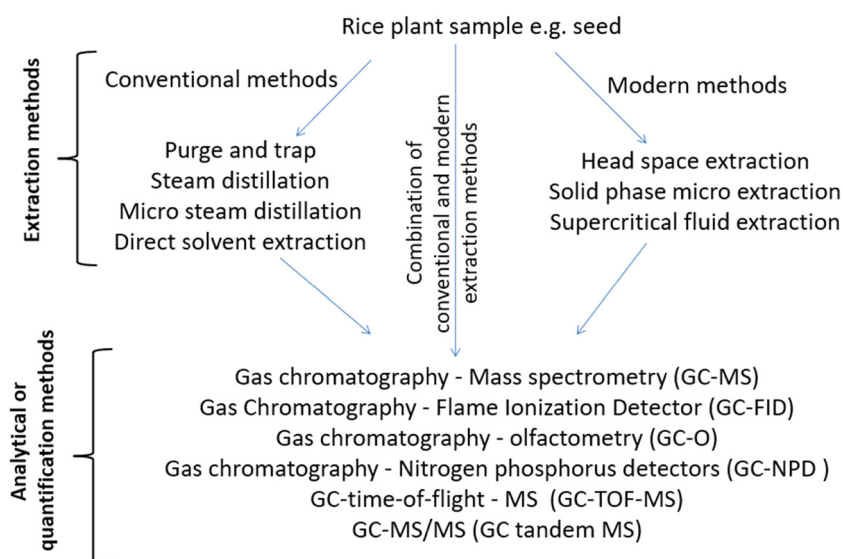 Rice plant sample e.g. seed
Extraction methods
Conventional methods
Purge and trap
Steam distillation
Micro steam distillation
Direct solvent extraction
Combination of
conventional and modern
extraction methods
Modern methods
Head space extraction
Solid phase micro extraction
Supercritical fluid extraction
Analytical or
quantification methods
Gas chromatography - Mass spectrometry (GC-MS)
Gas Chromatography - Flame Ionization Detector (GC-FID)
Gas chromatography - olfactometry (GC-O)
Gas chromatography - Nitrogen phosphorus detectors (GC-NPD )
GC-time-of-flight - MS  (GC-TOF-MS)
GC-MS/MS (GC tandem MS)